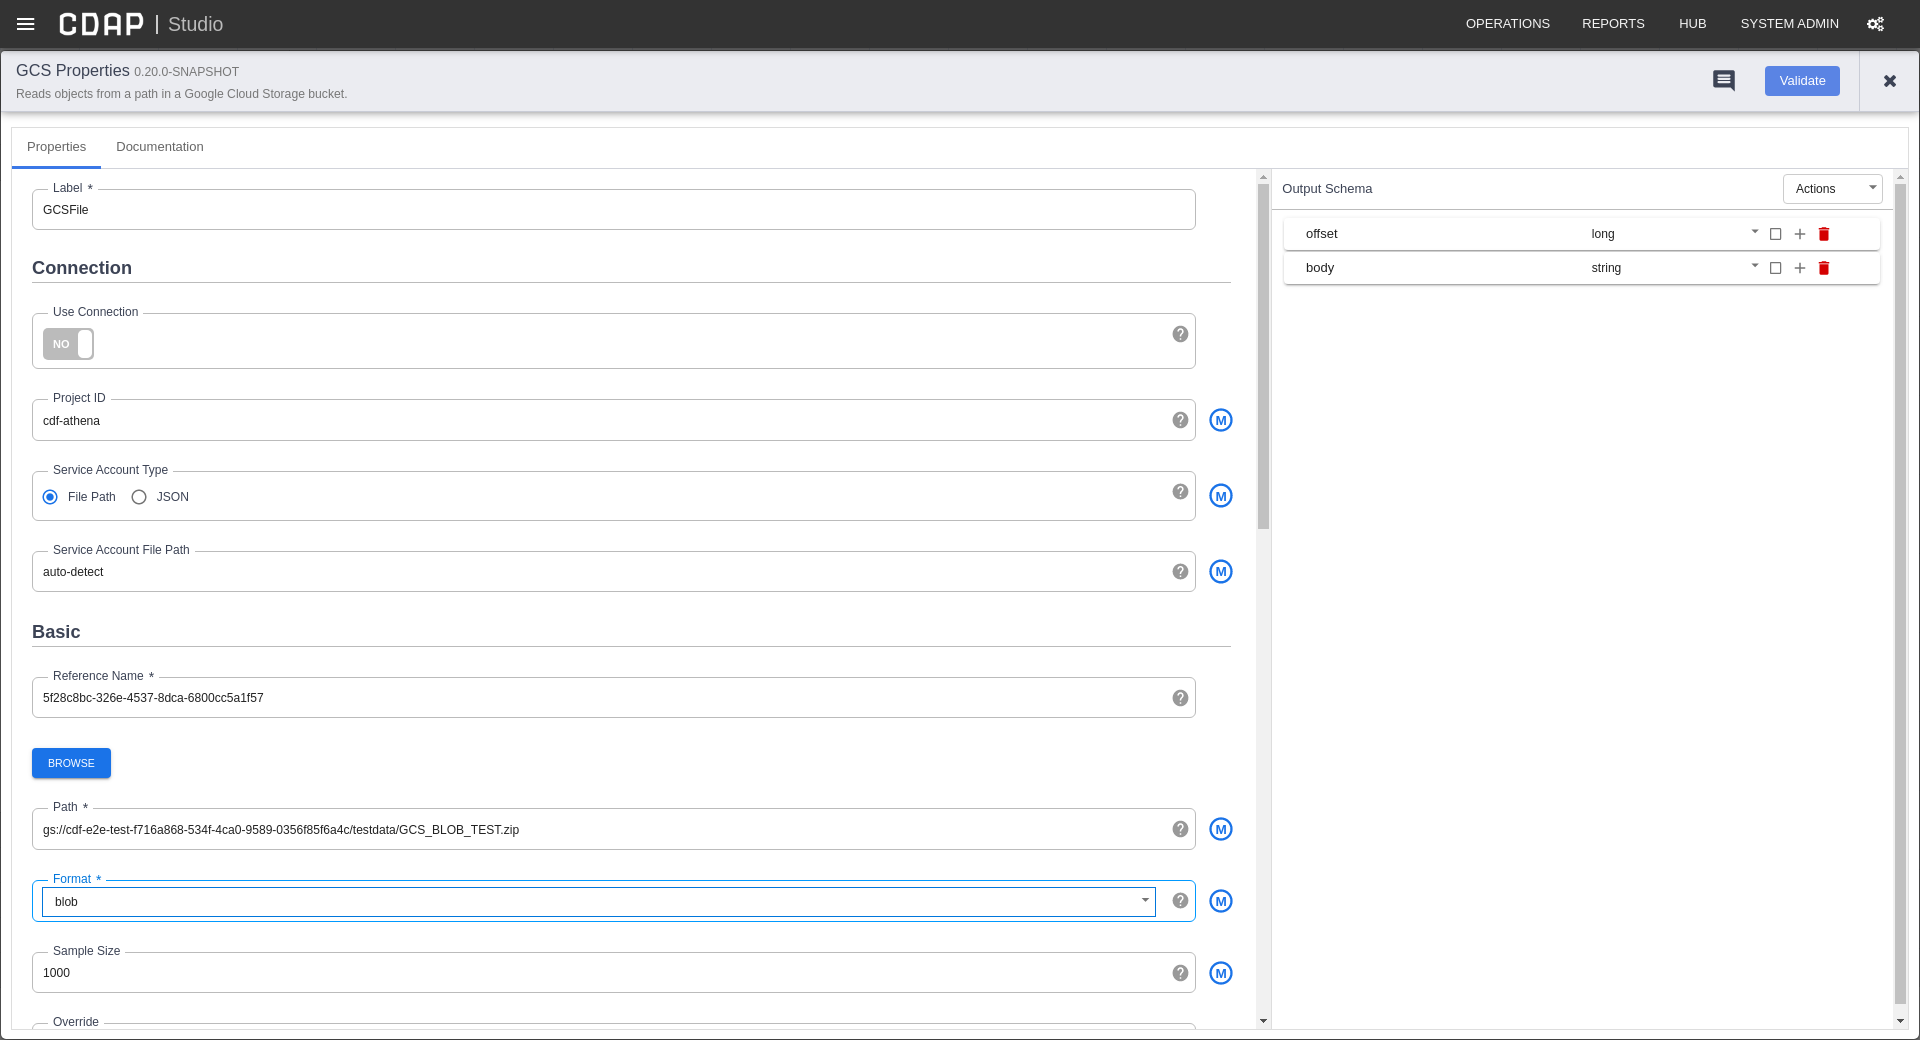 CDAP | Studio
OPERATIONS REPORTS HUB SYSTEM ADMIN
GCS Properties 0.20.0-SNAPSHOT
Reads objects from a path in a Google Cloud Storage bucket.
Validate
Properties Documentation
Label *
GCSFile
Connection
Use Connection
NO
Project ID
cdf-athena
M
Service Account Type
File Path JSON
M
Service Account File Path
auto-detect
M
Basic
Reference Name *
5f28c8bc-326e-4537-8dca-6800cc5a1f57
BROWSE
Path *
gs://cdf-e2e-test-f716a868-534f-4ca0-9589-0356f85f6a4c/testdata/GCS_BLOB_TEST.zip
M
Format *
blob
M
Sample Size
1000
M
Override
Output Schema
Actions
offset long
body string